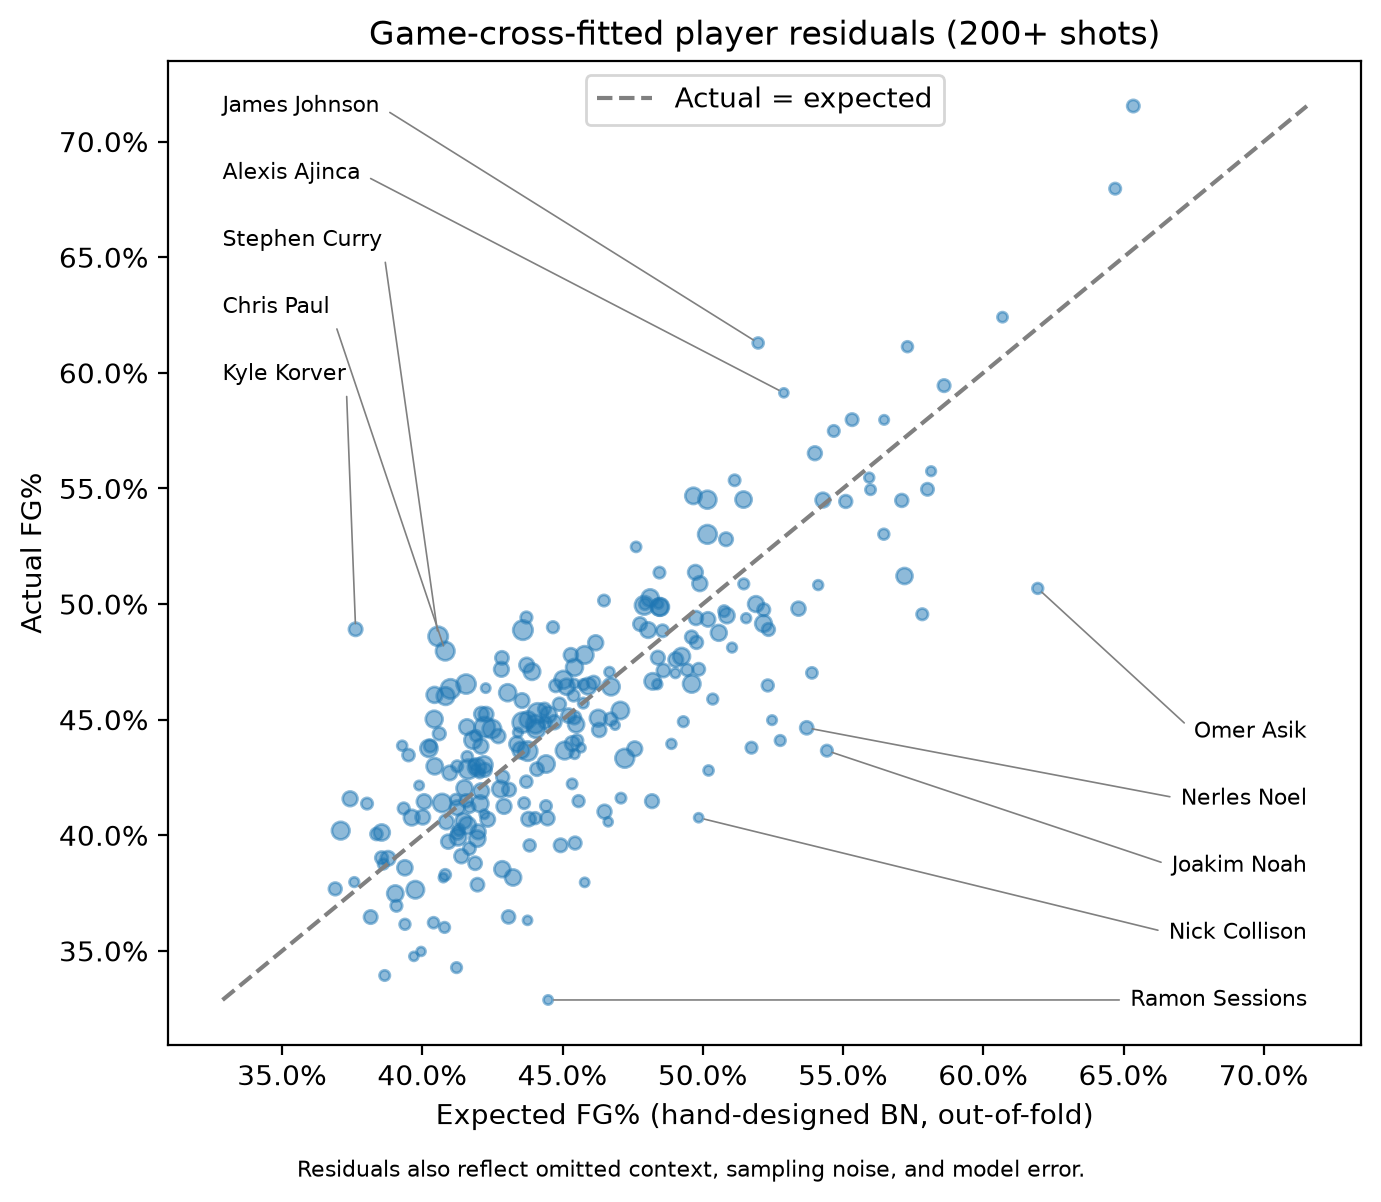 Game-cross-fitted player residuals (200+ shots)
Actual = expected
James Johnson
Alexis Ajinca
Stephen Curry
Chris Paul
Kyle Korver
Omer Asik
Nerles Noel
Joakim Noah
Nick Collison
Ramon Sessions
Actual FG%
70.0%
65.0%
60.0%
55.0%
50.0%
45.0%
40.0%
35.0%
35.0% 40.0% 45.0% 50.0% 55.0% 60.0% 65.0% 70.0%
Expected FG% (hand-designed BN, out-of-fold)
Residuals also reflect omitted context, sampling noise, and model error.